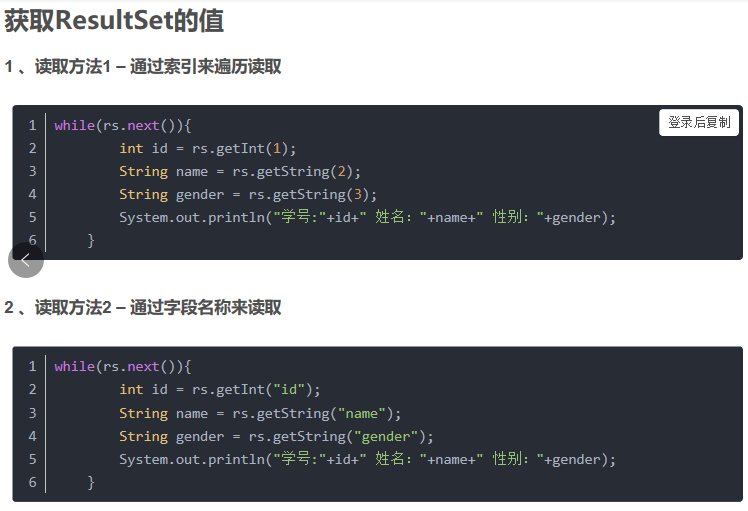 获取ResultSet的值
1 、读取方法1 – 通过索引来遍历读取
登录后复制
1 while(rs.next()){
2 int id = rs.getInt(1);
3 String name = rs.getString(2);
4 String gender = rs.getString(3);
5 System.out.println("学号:"+id+" 姓名："+name+" 性别："+gender);
6 }
2 、读取方法2 – 通过字段名称来读取
1 while(rs.next()){
2 int id = rs.getInt("id");
3 String name = rs.getString("name");
4 String gender = rs.getString("gender");
5 System.out.println("学号:"+id+" 姓名："+name+" 性别："+gender);
6 }